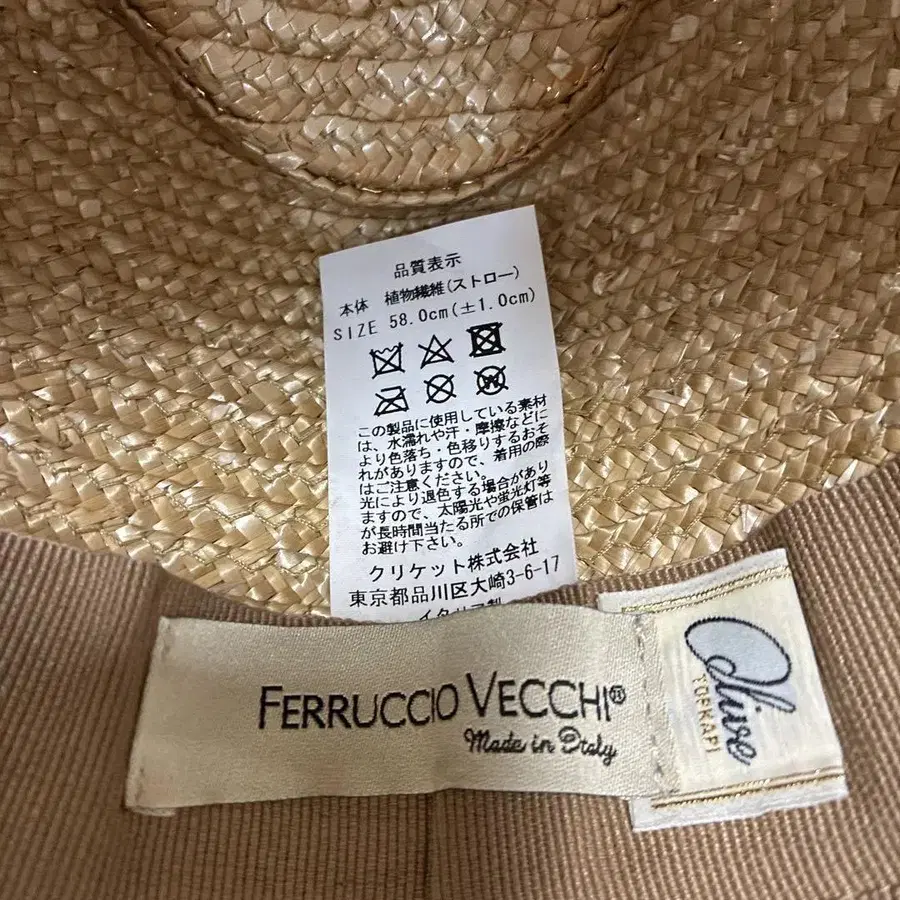 品質表示
本体 植物繊維(ストロー)
SIZE 58.0cm(±1.0cm)
この製品に使用している素材
は、水濡れや汗・摩擦などに
より色落ち・色移りするおそ
れがありますので、着用の際
はご注意ください。
光により退色する場合があり
ますので、太陽光や蛍光灯等
が長時間当たる所での保管は
お避け下さい。
クリケット株式会社
東京都品川区大崎3-6-17
イタリア製
FERRUCCIO VECCHI®
Made in Italy
Olive
TOPKAPI